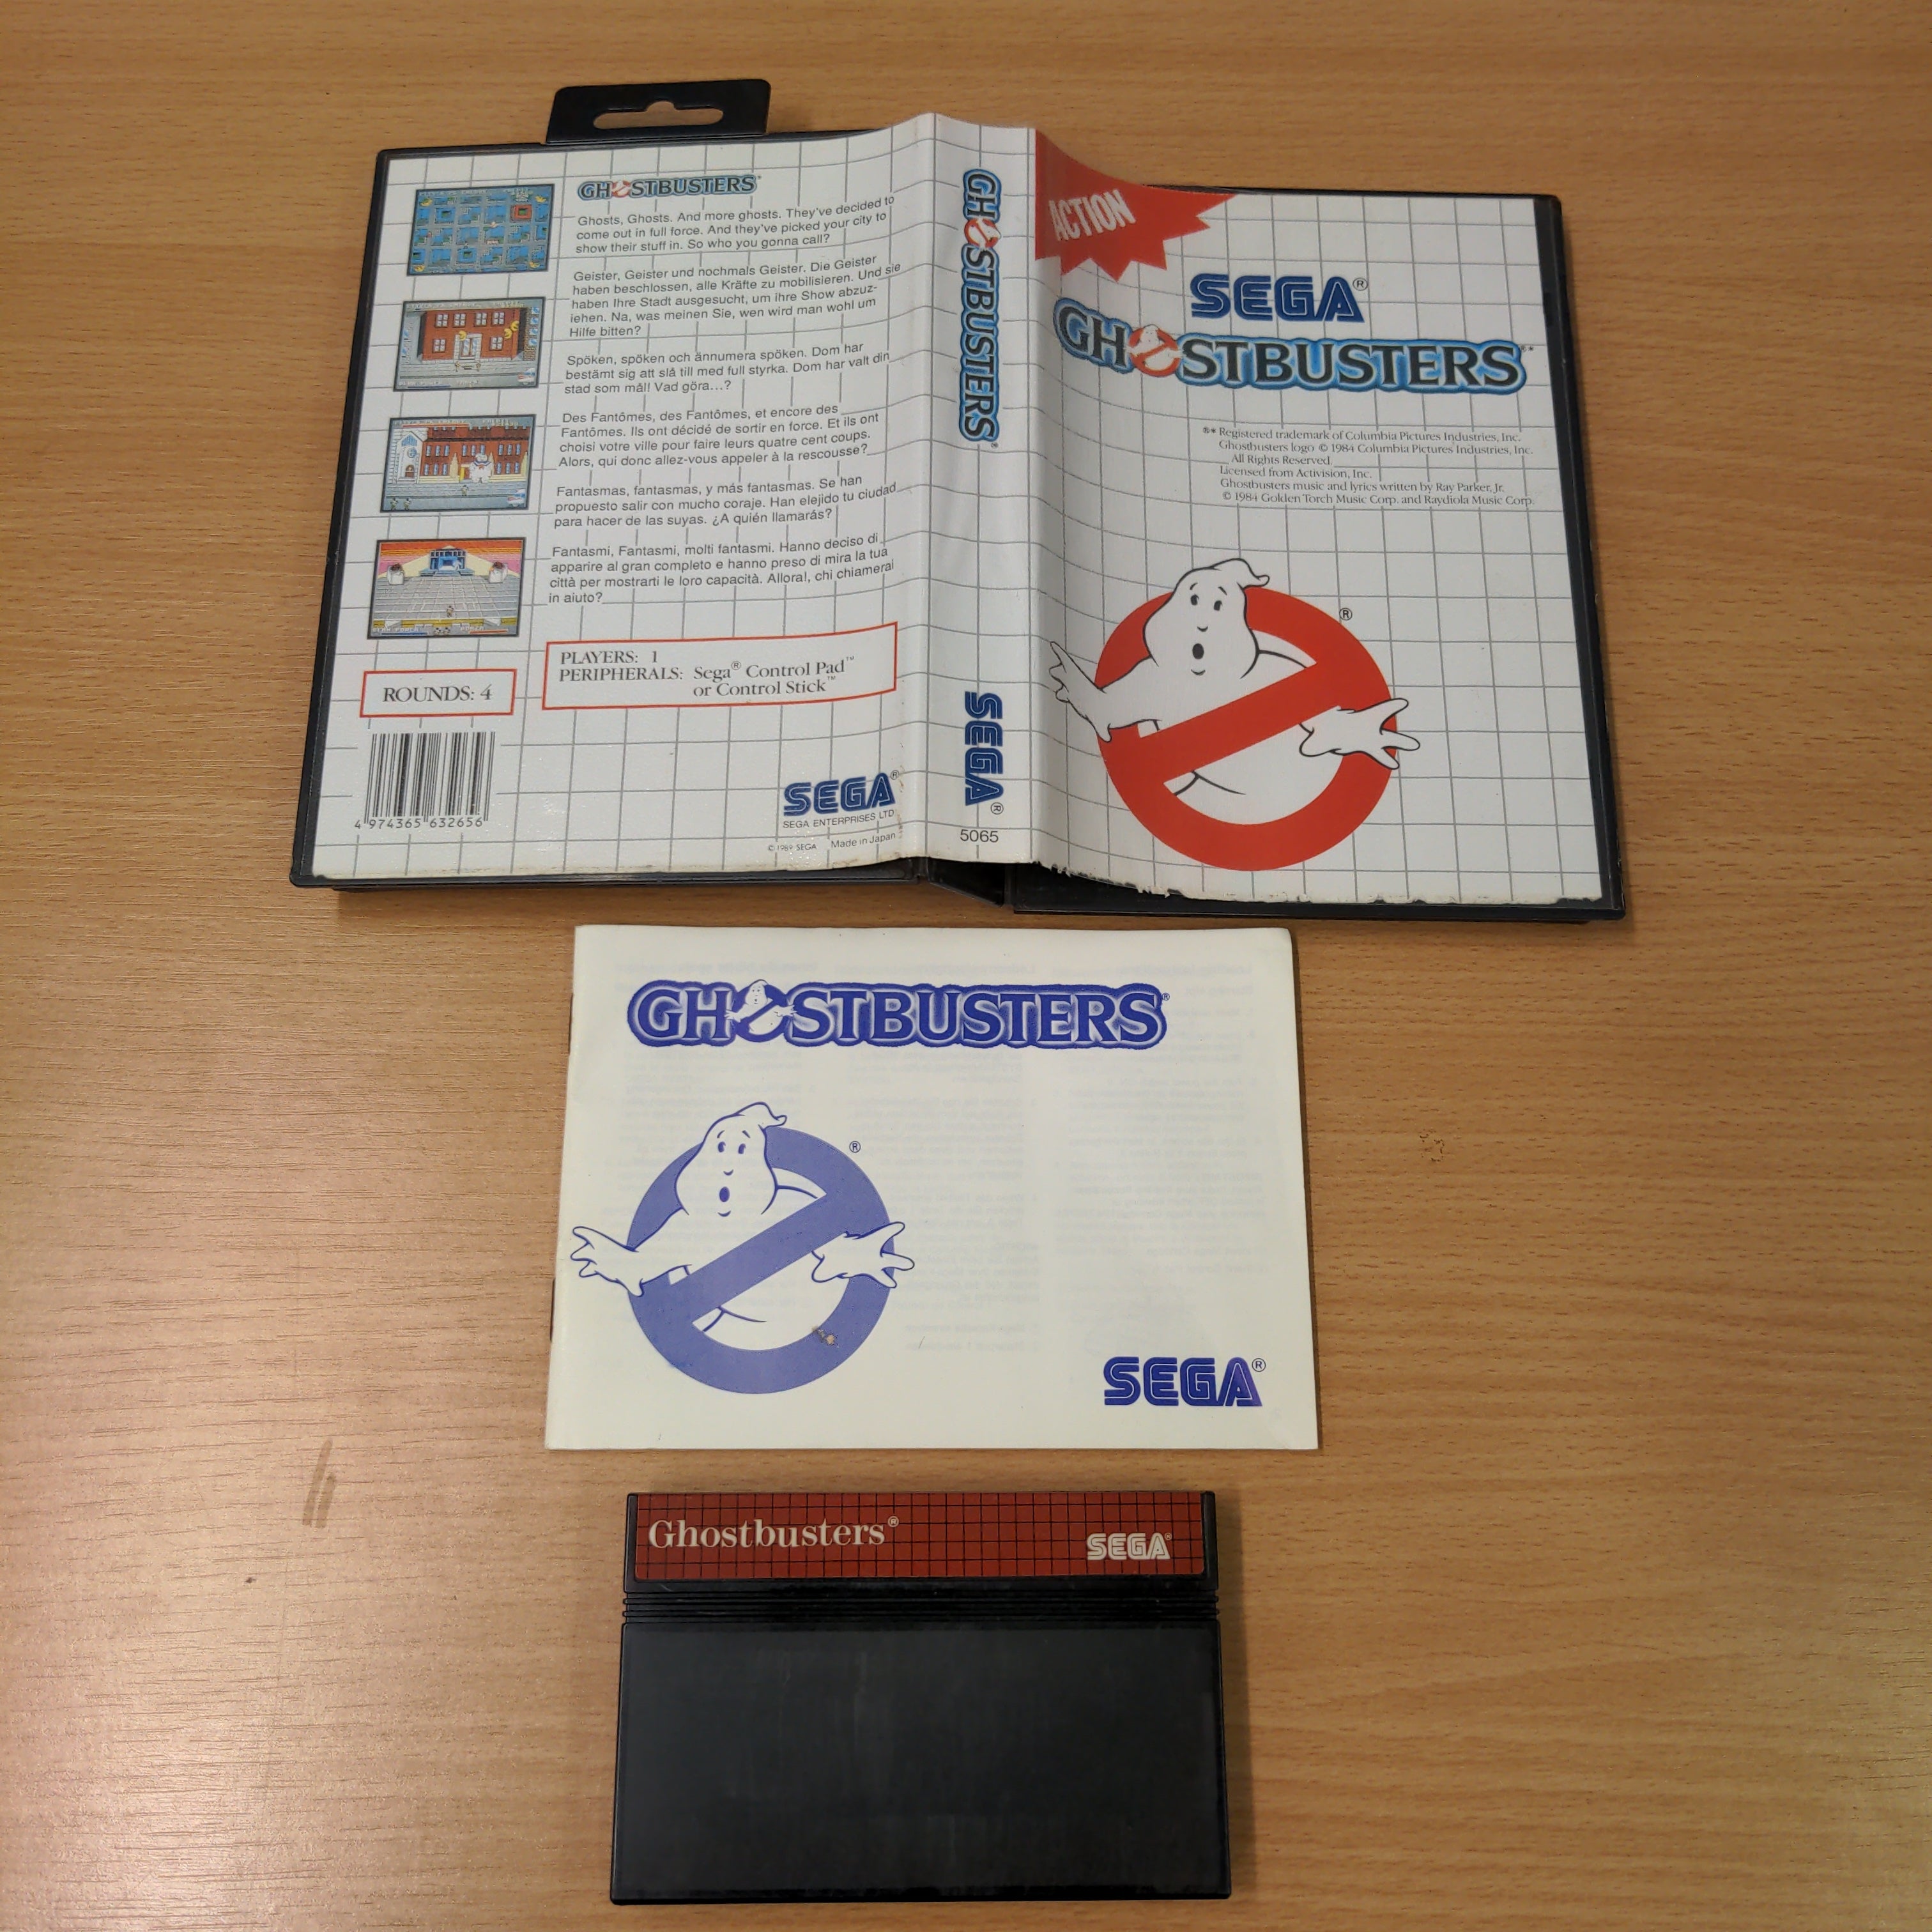 GHOSTBUSTERS®
Ghosts, Ghosts. And more ghosts. They've decided to
come out in full force. And they've picked your city to
show their stuff in. So who you gonna call?
Geister, Geister und nochmals Geister. Die Geister
haben beschlossen, alle Kräfte zu mobilisieren. Und sie
haben Ihre Stadt ausgesucht, um ihre Show abzuz-
iehen. Na, was meinen Sie, wen wird man wohl um
Hilfe bitten?
Spöken, spöken och ännumera spöken. Dom har
bestämt sig att slå till med full styrka. Dom har valt din
stad som mål! Vad göra...?
Des Fantômes, des Fantômes, et encore des
Fantômes. Ils ont décidé de sortir en force. Et ils ont
choisi votre ville pour faire leurs quatre cent coups.
Alors, qui donc allez-vous appeler à la rescousse?
Fantasmas, fantasmas, y más fantasmas. Se han
propuesto salir con mucho coraje. Han elejido tu ciudad
para hacer de las suyas. ¿A quién llamarás?
Fantasmi, Fantasmi, molti fantasmi. Hanno deciso di
apparire al gran completo e hanno preso di mira la tua
città per mostrarti le loro capacità. Allora!, chi chiamerai
in aiuto?
ROUNDS: 4
PLAYERS: 1
PERIPHERALS: Sega® Control Pad™
or Control Stick™
4 974365 632656
SEGA®
SEGA ENTERPRISES LTD.
© 1989 SEGA Made in Japan
GHOSTBUSTERS®
SEGA®
5065
ACTION
SEGA®
GHOSTBUSTERS®*
®* Registered trademark of Columbia Pictures Industries, Inc.
Ghostbusters logo © 1984 Columbia Pictures Industries, Inc.
All Rights Reserved.
Licensed from Activision, Inc.
Ghostbusters music and lyrics written by Ray Parker, Jr.
© 1984 Golden Torch Music Corp. and Raydiola Music Corp.
®
GHOSTBUSTERS®
®
SEGA®
Ghostbusters®
SEGA®